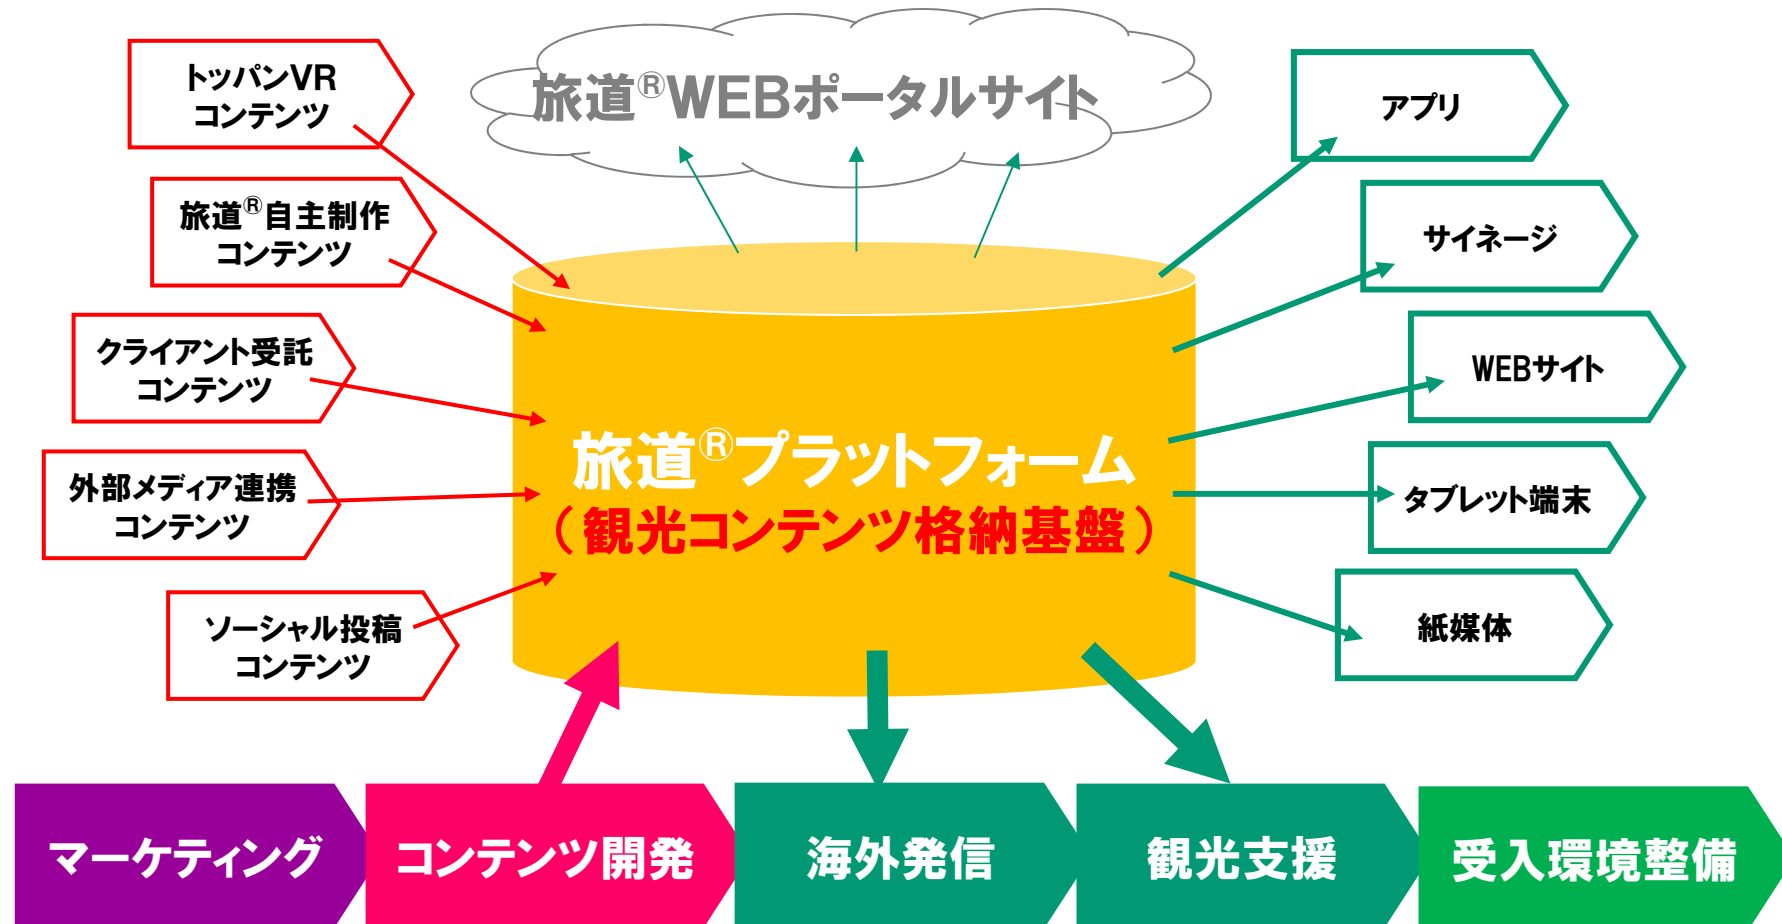 旅道®WEBポータルサイト
トッパンVR
コンテンツ
旅道®自主制作
コンテンツ
クライアント受託
コンテンツ
外部メディア連携
コンテンツ
ソーシャル投稿
コンテンツ
旅道®プラットフォーム
（観光コンテンツ格納基盤）
アプリ
サイネージ
WEBサイト
タブレット端末
紙媒体
マーケティング
コンテンツ開発
海外発信
観光支援
受入環境整備